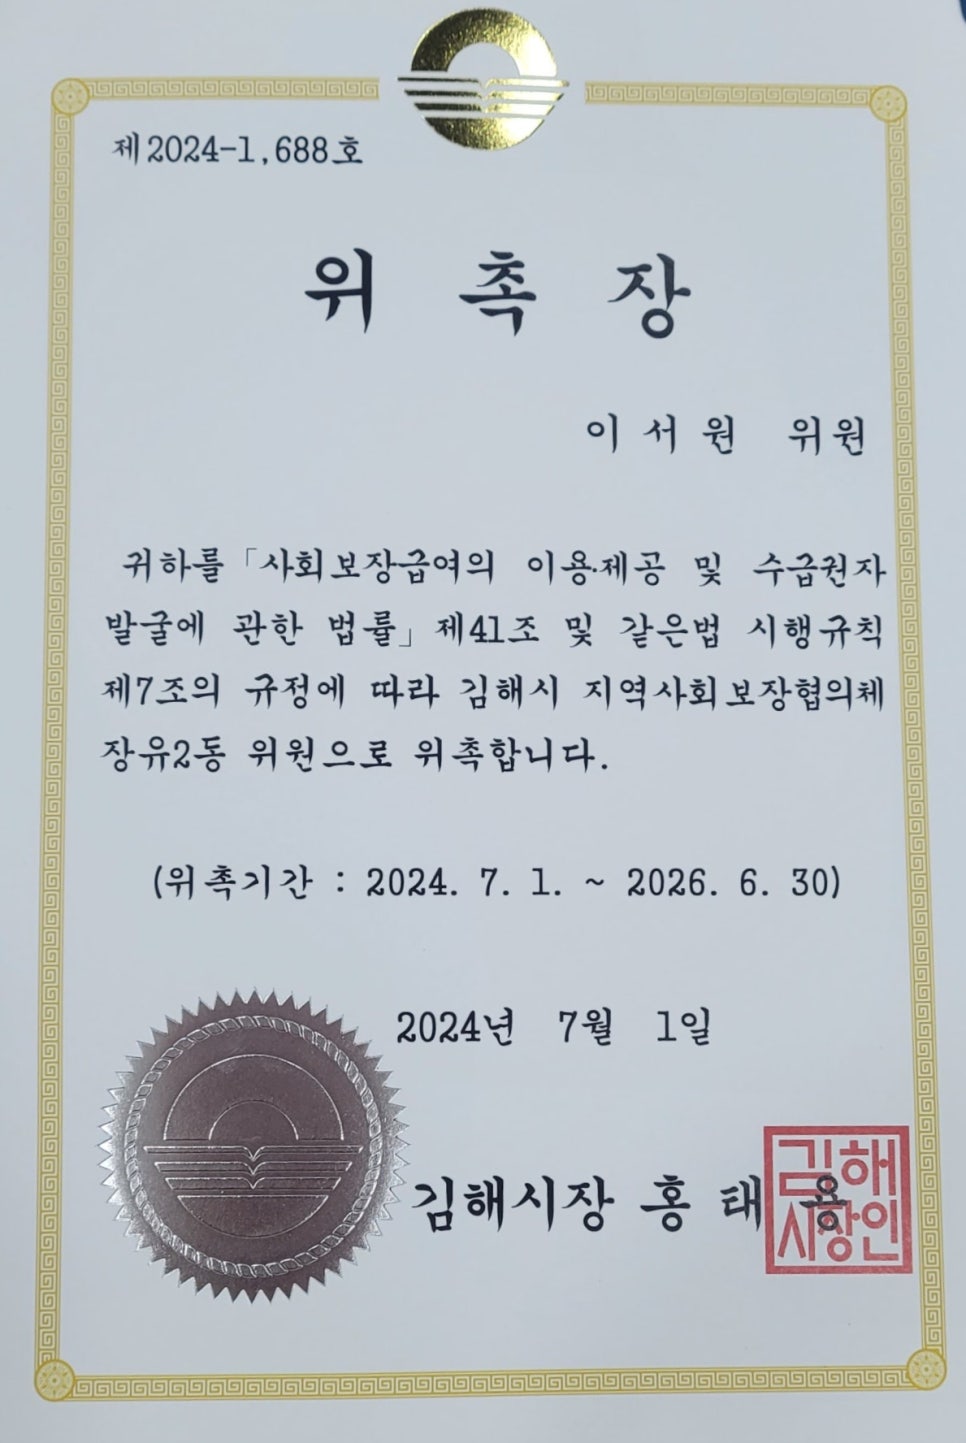 제2024-1,688호
위 촉 장
이 서 원 위원
귀하를 「사회보장급여의 이용·제공 및 수급권자
발굴에 관한 법률」 제41조 및 같은법 시행규칙
제7조의 규정에 따라 김해시 지역사회보장협의체
장유2동 위원으로 위촉합니다.
(위촉기간 : 2024. 7. 1. ~ 2026. 6. 30)
2024년 7월 1일
김해시장 홍 태 용
김해
시장인